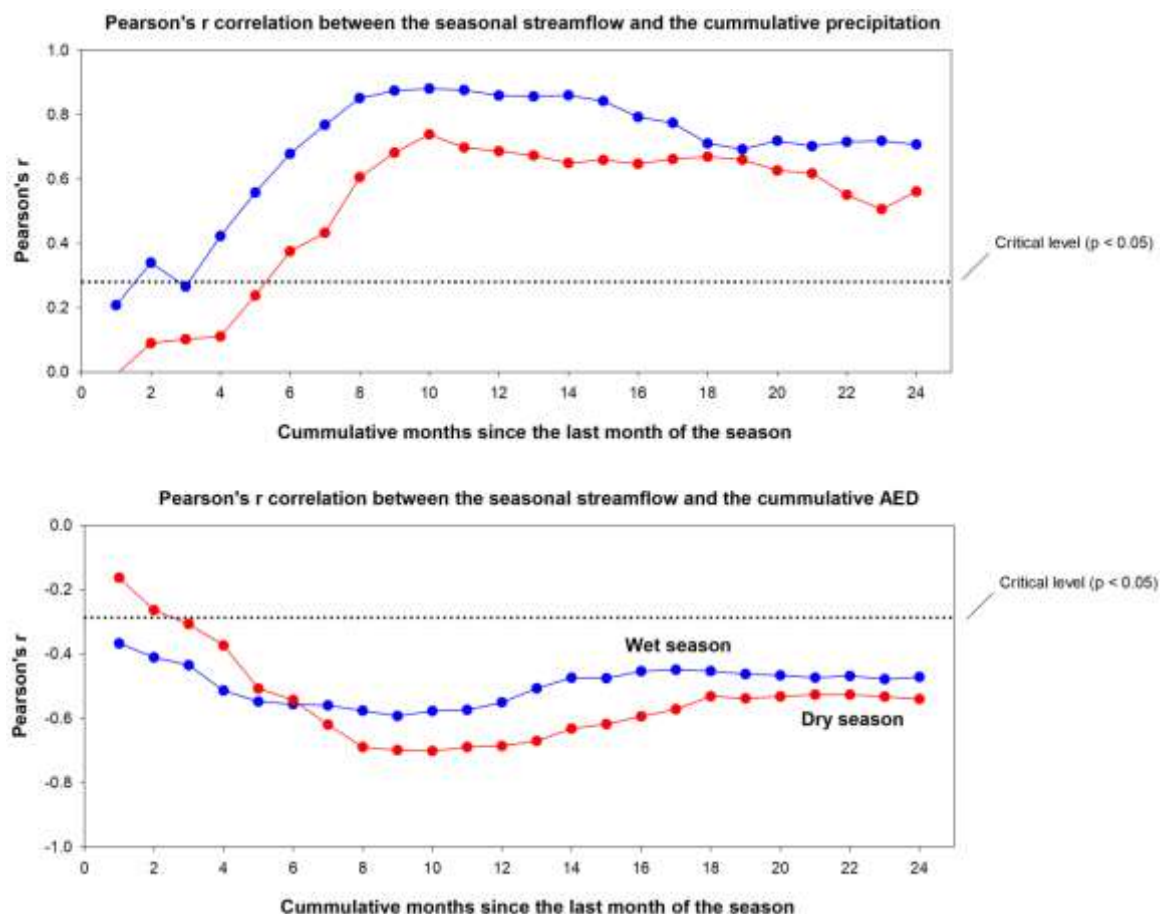 Pearson's r correlation between the seasonal streamflow and the cummulative precipitation
1.0
0.8
0.6
0.4
0.2
0.0
Pearson's r
Critical level (p < 0.05)
0 2 4 6 8 10 12 14 16 18 20 22 24
Cummulative months since the last month of the season
Pearson's r correlation between the seasonal streamflow and the cummulative AED
0.0
-0.2
-0.4
-0.6
-0.8
-1.0
Pearson's r
Critical level (p < 0.05)
Wet season
Dry season
0 2 4 6 8 10 12 14 16 18 20 22 24
Cummulative months since the last month of the season